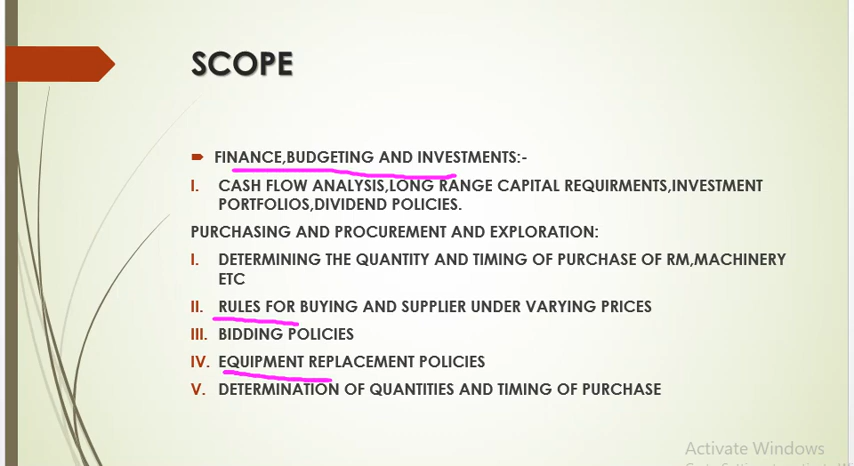 SCOPE
FINANCE,BUDGETING AND INVESTMENTS:-
I. CASH FLOW ANALYSIS,LONG RANGE CAPITAL REQUIRMENTS,INVESTMENT
PORTFOLIOS,DIVIDEND POLICIES.
PURCHASING AND PROCUREMENT AND EXPLORATION:
I. DETERMINING THE QUANTITY AND TIMING OF PURCHASE OF RM,MACHINERY
ETC
II. RULES FOR BUYING AND SUPPLIER UNDER VARYING PRICES
III. BIDDING POLICIES
IV. EQUIPMENT REPLACEMENT POLICIES
V. DETERMINATION OF QUANTITIES AND TIMING OF PURCHASE
Activate Windows